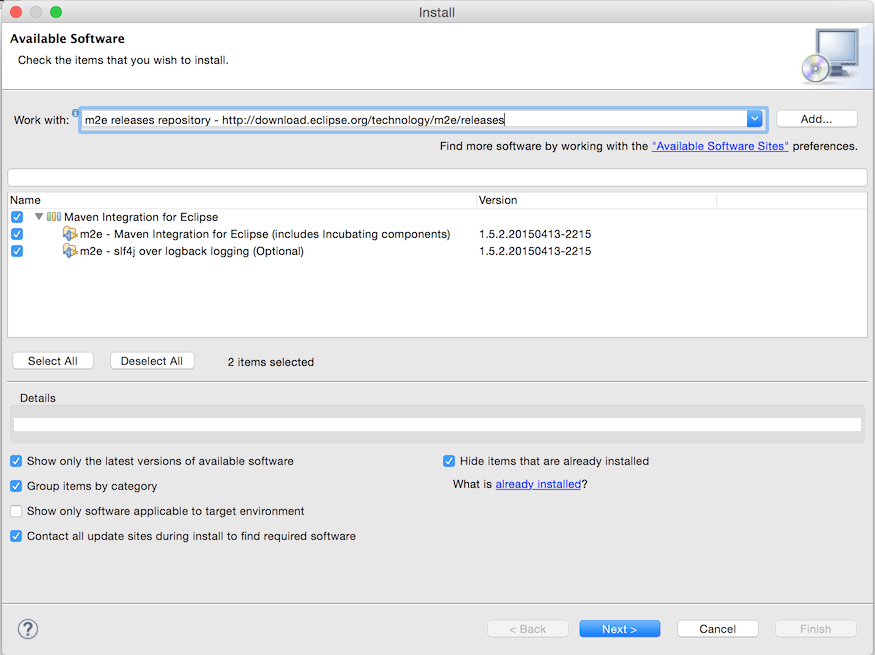 Install
Available Software
Check the items that you wish to install.
Work with: m2e releases repository - http://download.eclipse.org/technology/m2e/releases Add...
Find more software by working with the "Available Software Sites" preferences.
Name Version
Maven Integration for Eclipse
m2e - Maven Integration for Eclipse (includes Incubating components) 1.5.2.20150413-2215
m2e - slf4j over logback logging (Optional) 1.5.2.20150413-2215
Select All Deselect All 2 items selected
Details
Show only the latest versions of available software Hide items that are already installed
Group items by category What is already installed?
Show only software applicable to target environment
Contact all update sites during install to find required software
? < Back Next > Cancel Finish